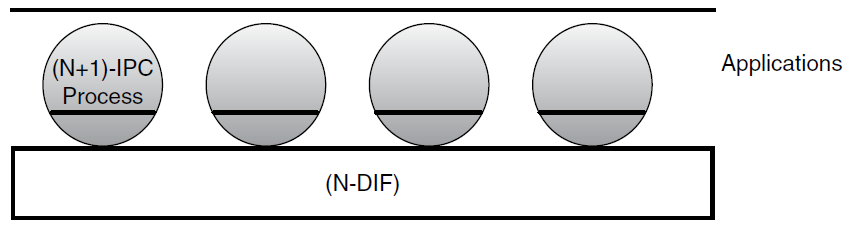 (N+1)-IPC
Process
Applications
(N-DIF)